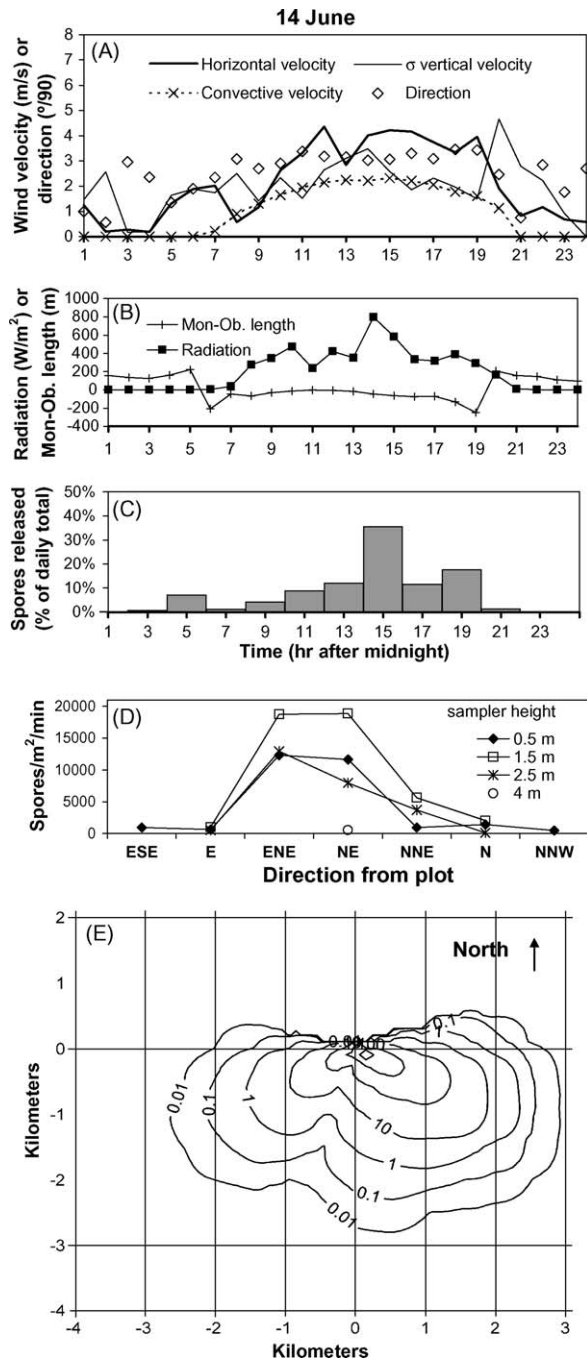 14 June
(A)
Horizontal velocity
σ vertical velocity
Convective velocity
Direction
Wind velocity (m/s) or
direction (°/90)
8
7
6
5
4
3
2
1
0
1 3 5 7 9 11 13 15 17 19 21 23
(B)
Mon-Ob. length
Radiation
Radiation (W/m²) or
Mon-Ob. length (m)
1000
800
600
400
200
0
-200
-400
1 3 5 7 9 11 13 15 17 19 21 23
(C)
Spores released
(% of daily total)
50%
40%
30%
20%
10%
0%
1 3 5 7 9 11 13 15 17 19 21 23
Time (hr after midnight)
(D)
sampler height
0.5 m
1.5 m
2.5 m
4 m
Spores/m²/min
20000
15000
10000
5000
0
ESE E ENE NE NNE N NNW
Direction from plot
(E)
North
Kilometers
2
1
0
-1
-2
-3
-4
0.1
1
0.01
0.1
1
10
1
0.1
0.01
-4 -3 -2 -1 0 1 2 3
Kilometers